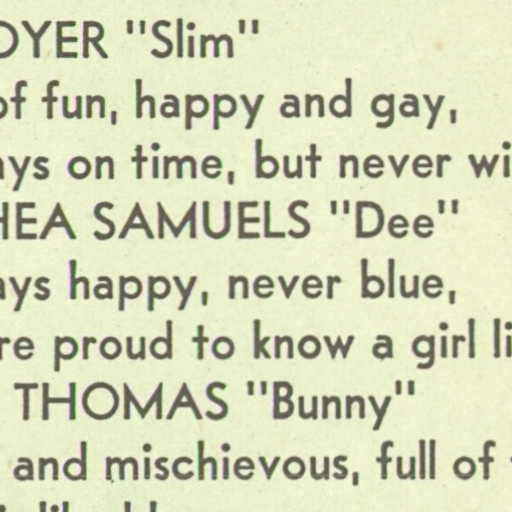 OYER "Slim"
of fun, happy and gay,
ays on time, but never wi
HEA SAMUELS "Dee"
ays happy, never blue,
re proud to know a girl li
THOMAS "Bunny"
and mischievous, full of